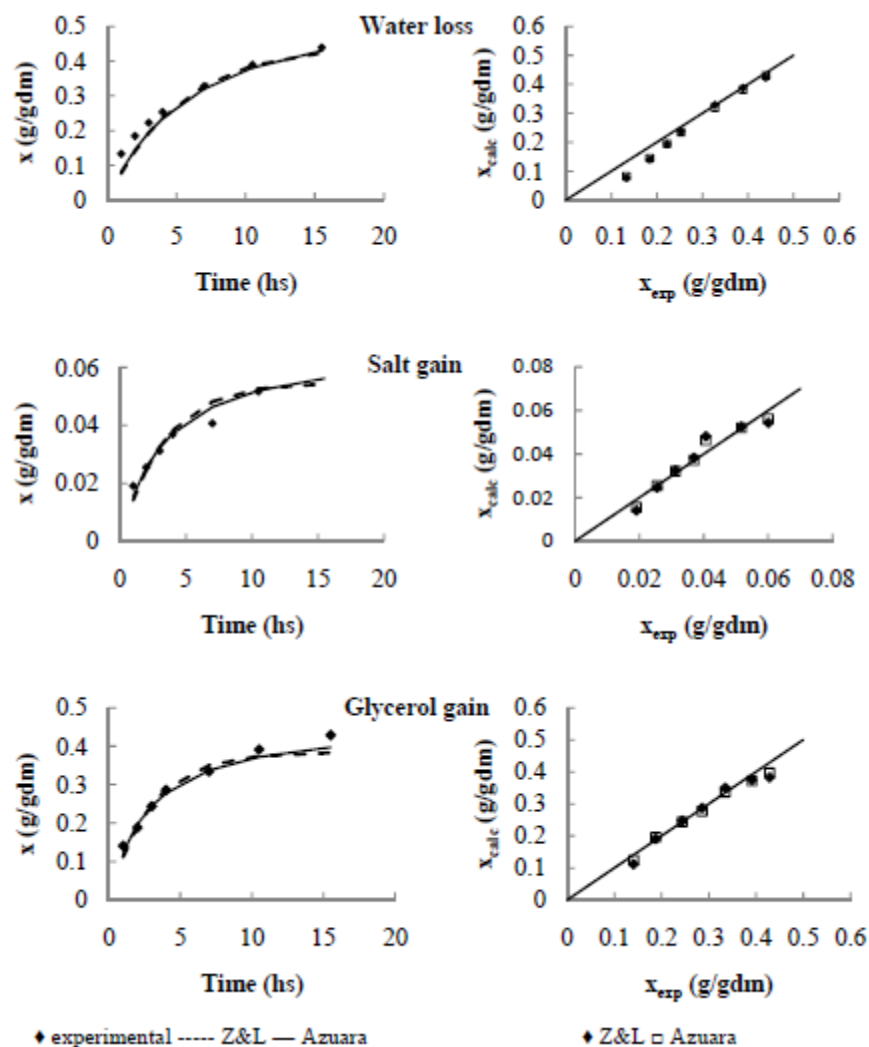 Water loss
x (g/gdm)
0.5
0.4
0.3
0.2
0.1
0
0 5 10 15 20
Time (hs)
x_calc (g/gdm)
0.6
0.5
0.4
0.3
0.2
0.1
0
0 0.1 0.2 0.3 0.4 0.5 0.6
x_exp (g/gdm)
Salt gain
x (g/gdm)
0.06
0.04
0.02
0
0 5 10 15 20
Time (hs)
x_calc (g/gdm)
0.08
0.06
0.04
0.02
0
0 0.02 0.04 0.06 0.08
x_exp (g/gdm)
Glycerol gain
x (g/gdm)
0.5
0.4
0.3
0.2
0.1
0
0 5 10 15 20
Time (hs)
x_calc (g/gdm)
0.6
0.5
0.4
0.3
0.2
0.1
0
0 0.1 0.2 0.3 0.4 0.5 0.6
x_exp (g/gdm)
♦ experimental ----- Z&L — Azuara
♦ Z&L □ Azuara